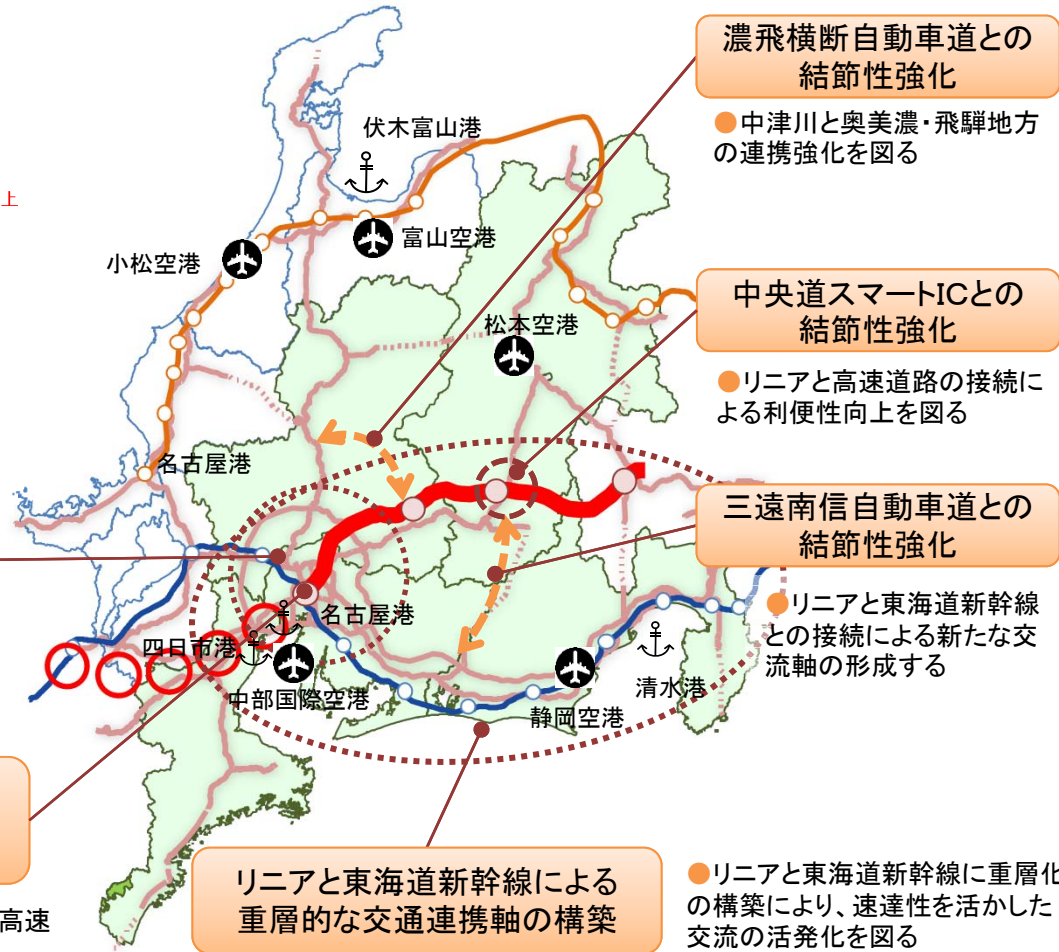 濃飛横断自動車道との
結節性強化
●中津川と奥美濃・飛騨地方
の連携強化を図る
伏木富山港
上
富山空港
小松空港
中央道スマートICとの
結節性強化
松本空港
●リニアと高速道路の接続に
よる利便性向上を図る
名古屋港
三遠南信自動車道との
結節性強化
●リニアと東海道新幹線
との接続による新たな交
流軸の形成する
名古屋港
四日市港
中部国際空港
清水港
静岡空港
リニアと東海道新幹線による
重層的な交通連携軸の構築
●リニアと東海道新幹線に重層化
の構築により、速達性を活かした
交流の活発化を図る
高速